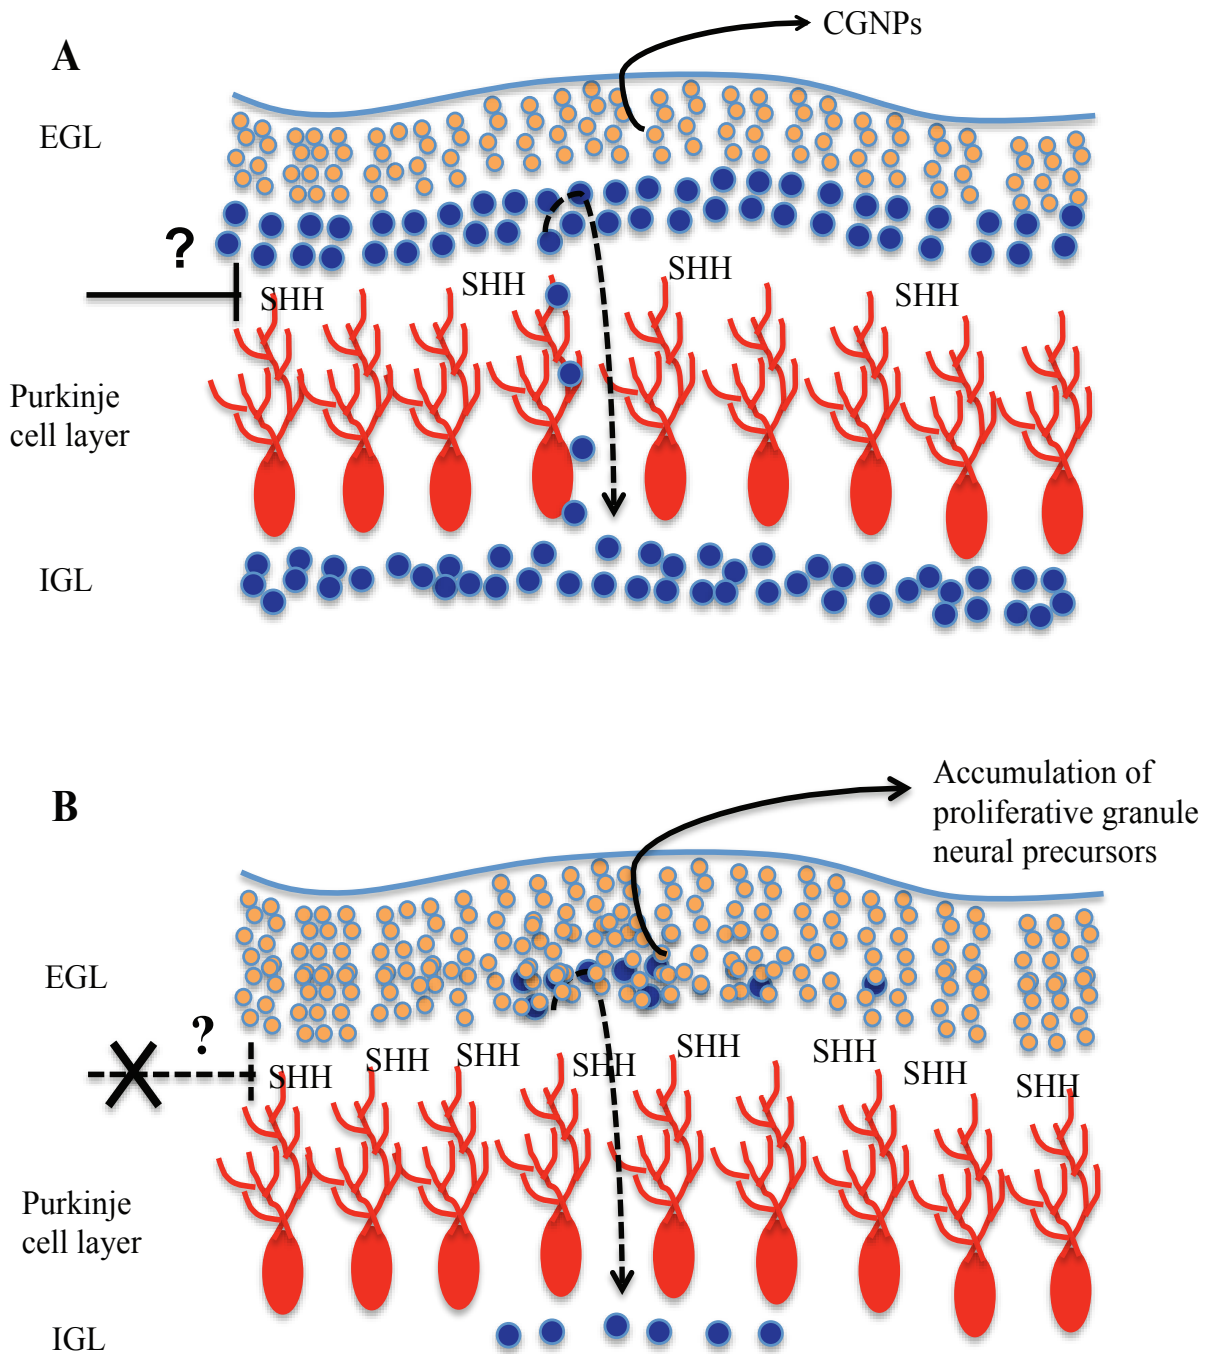 A
CGNPs
EGL
?
SHH
SHH
SHH
SHH
Purkinje
cell layer
IGL
B
Accumulation of
proliferative granule
neural precursors
EGL
?
SHH
SHH
SHH
SHH
SHH
SHH
SHH
SHH
Purkinje
cell layer
IGL